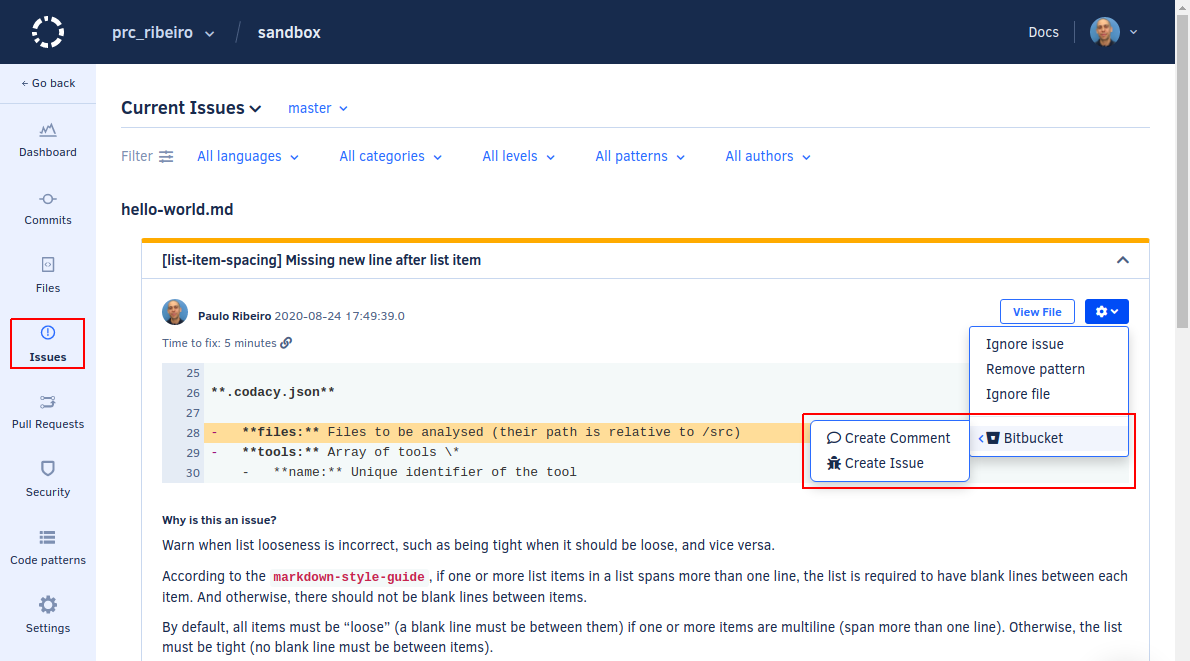 prc_ribeiro
sandbox
Docs
← Go back
Dashboard
Commits
Files
Issues
Pull Requests
Security
Code patterns
Settings
Current Issues
master
Filter
All languages
All categories
All levels
All patterns
All authors
hello-world.md
[list-item-spacing] Missing new line after list item
Paulo Ribeiro 2020-08-24 17:49:39.0
View File
Time to fix: 5 minutes
Ignore issue
Remove pattern
Ignore file
Bitbucket
Create Comment
Create Issue
25
26 **.codacy.json**
27
28 -   **files:** Files to be analysed (their path is relative to /src)
29 -   **tools:** Array of tools \*
30     -   **name:** Unique identifier of the tool
Why is this an issue?
Warn when list looseness is incorrect, such as being tight when it should be loose, and vice versa.
According to the markdown-style-guide, if one or more list items in a list spans more than one line, the list is required to have blank lines between each
item. And otherwise, there should not be blank lines between items.
By default, all items must be “loose” (a blank line must be between them) if one or more items are multiline (span more than one line). Otherwise, the list
must be tight (no blank line must be between items).